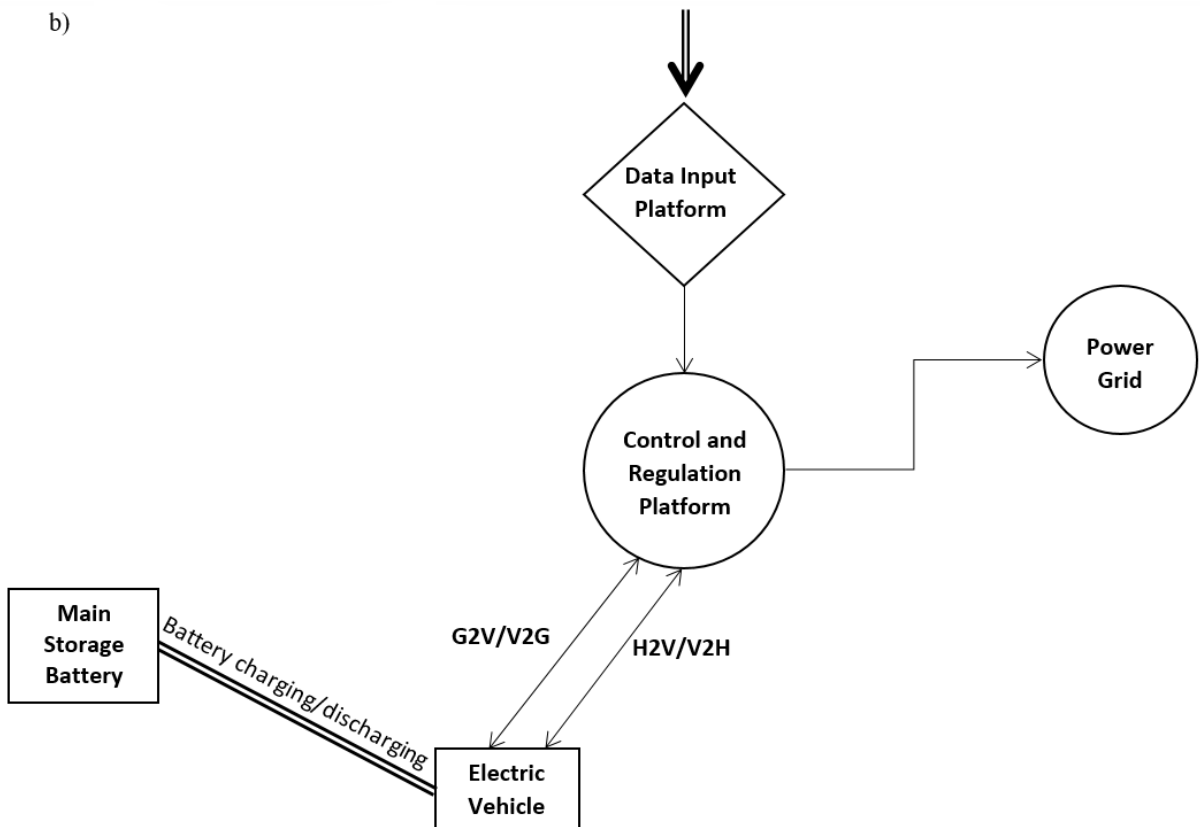 b)
Data Input
Platform
Power
Grid
Control and
Regulation
Platform
Main
Storage
Battery
Battery charging/discharging
G2V/V2G
H2V/V2H
Electric
Vehicle